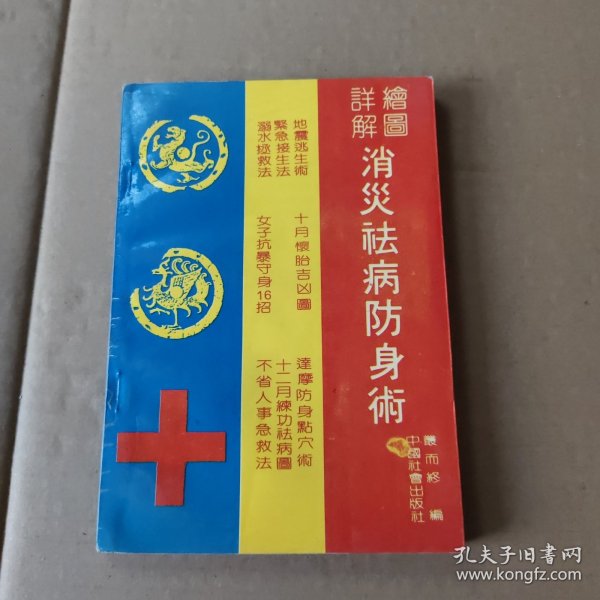 繪圖
詳解
消災祛病防身術
叢而終 編
中國社會出版社
地震逃生術
緊急接生法
溺水拯救法
十月懷胎吉凶圖
女子抗暴守身16招
達摩防身點穴術
十二月練功祛病圖
不省人事急救法
孔夫子旧书网
www.kongfz.com